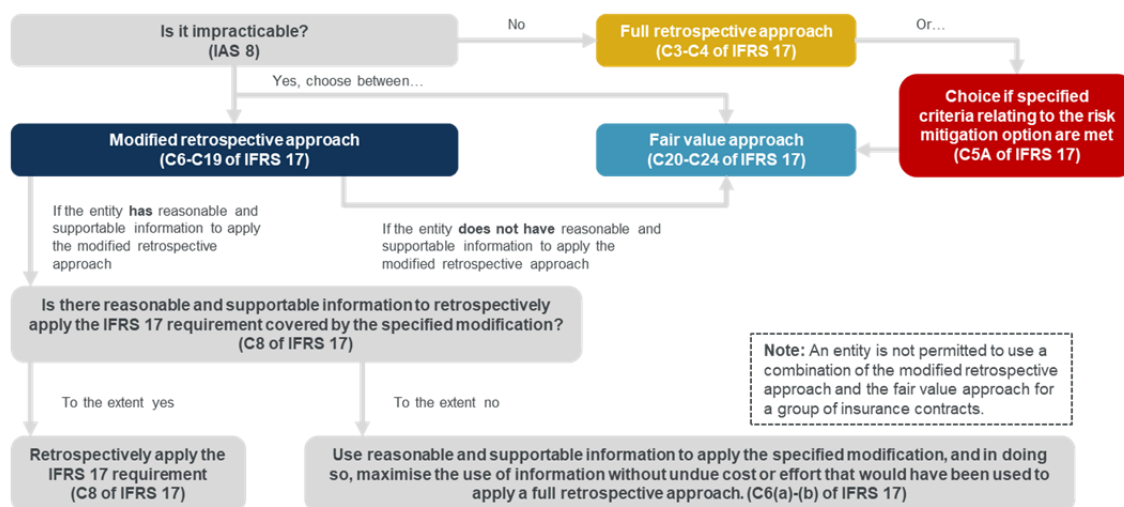 Is it impracticable?
(IAS 8)
No
Full retrospective approach
(C3-C4 of IFRS 17)
Or…
Yes, choose between…
Choice if specified
criteria relating to the risk
mitigation option are met
(C5A of IFRS 17)
Modified retrospective approach
(C6-C19 of IFRS 17)
Fair value approach
(C20-C24 of IFRS 17)
If the entity has reasonable and
supportable information to apply
the modified retrospective
approach
If the entity does not have reasonable and
supportable information to apply the
modified retrospective approach
Is there reasonable and supportable information to retrospectively
apply the IFRS 17 requirement covered by the specified modification?
(C8 of IFRS 17)
Note: An entity is not permitted to use a
combination of the modified retrospective
approach and the fair value approach for
a group of insurance contracts.
To the extent yes
To the extent no
Retrospectively apply the
IFRS 17 requirement
(C8 of IFRS 17)
Use reasonable and supportable information to apply the specified modification, and in doing
so, maximise the use of information without undue cost or effort that would have been used to
apply a full retrospective approach. (C6(a)-(b) of IFRS 17)